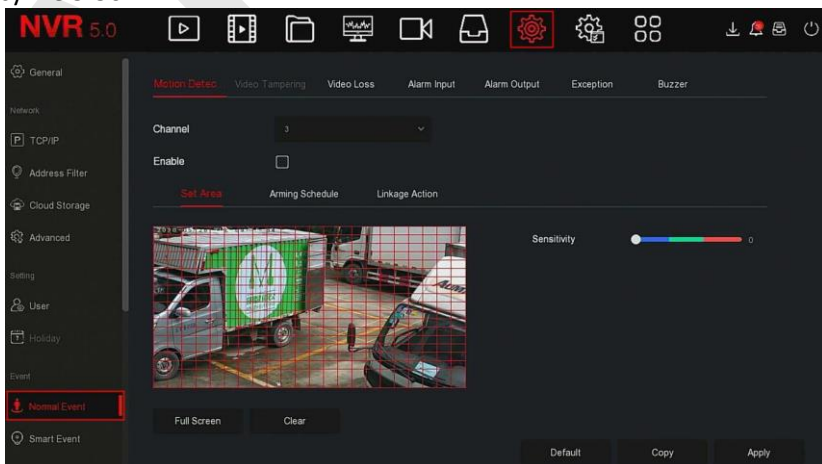 NVR 5.0
General
Motion Detec Video Tampering Video Loss Alarm Input Alarm Output Exception Buzzer
Network
Channel 3
P TCP/IP
Enable
Address Filter
Set Area Arming Schedule Linkage Action
Cloud Storage
Advanced
Sensitivity 0
Setting
User
Holiday
Event
Normal Event
Full Screen Clear
Smart Event
Default Copy Apply